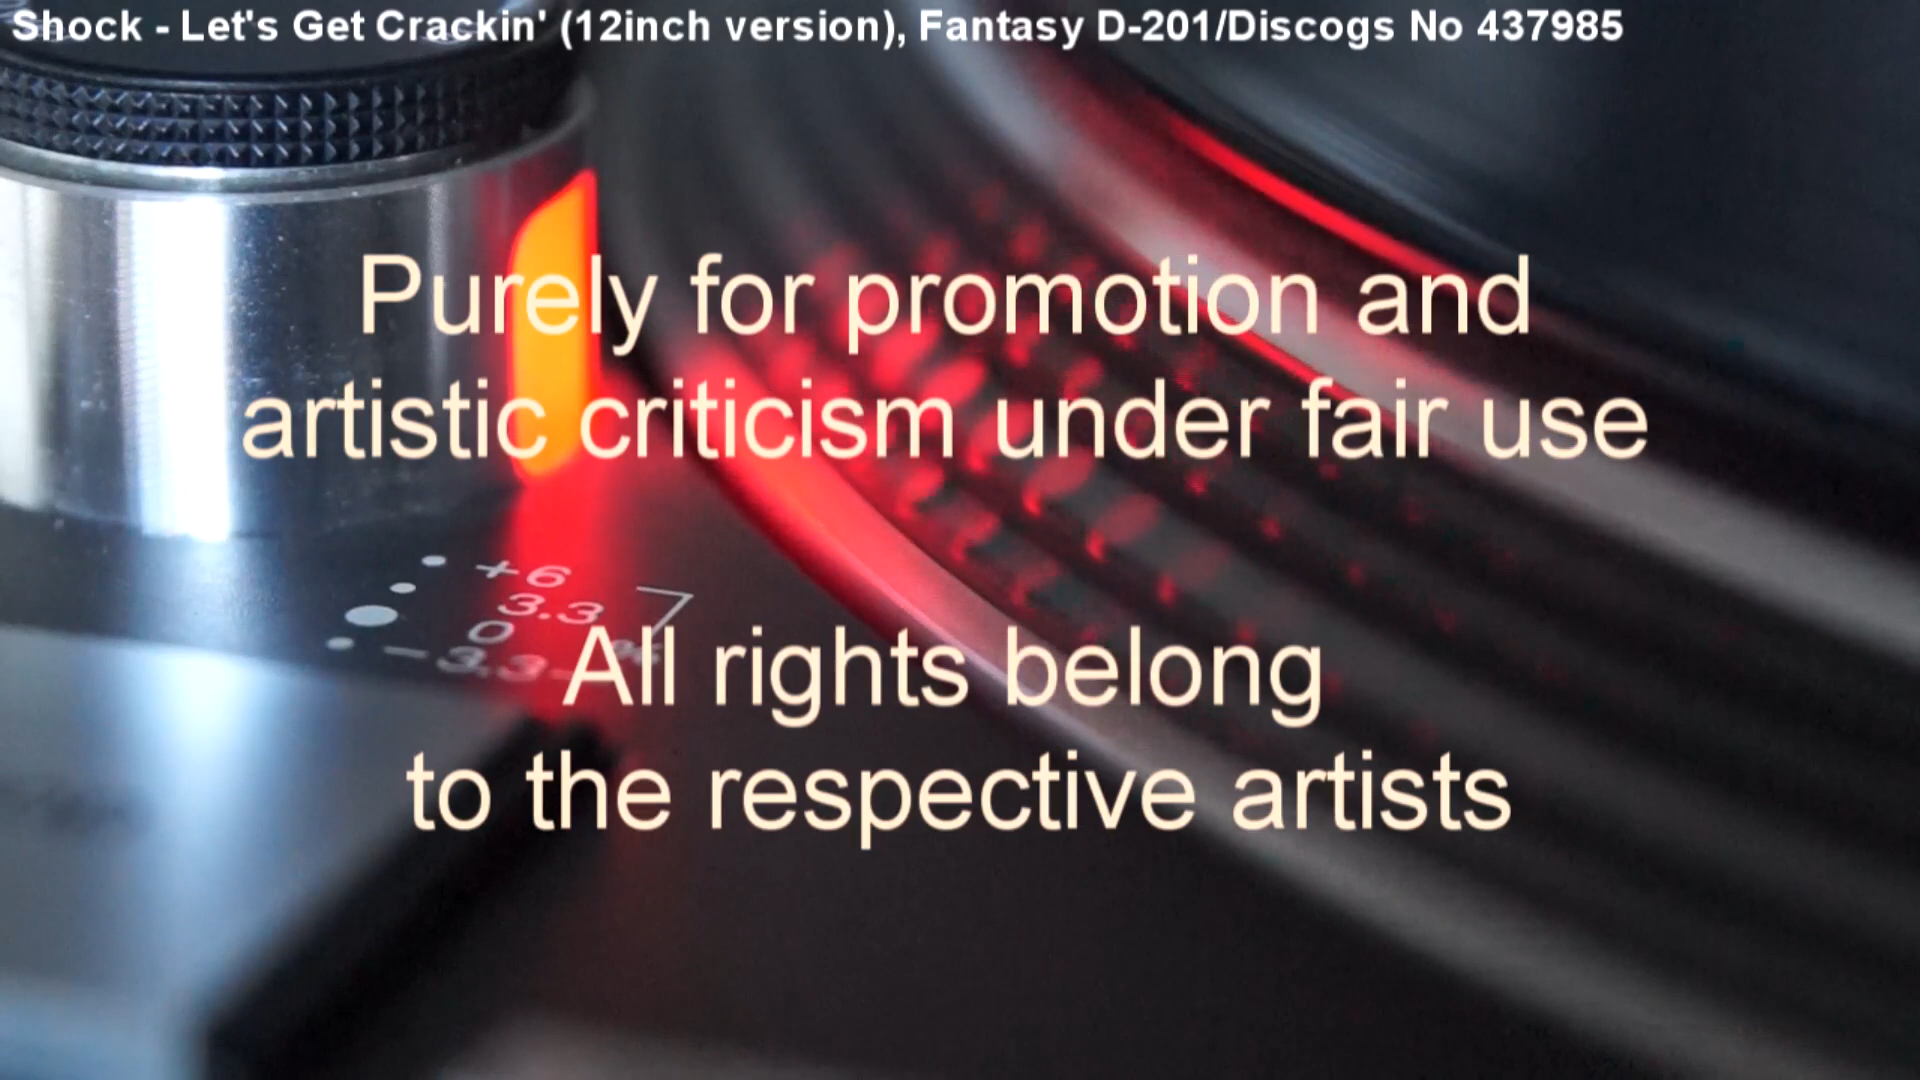 Shock - Let's Get Crackin' (12inch version), Fantasy D-201/Discogs No 437985
Purely for promotion and
artistic criticism under fair use
+6
3.3
0
-3.3
All rights belong
to the respective artists